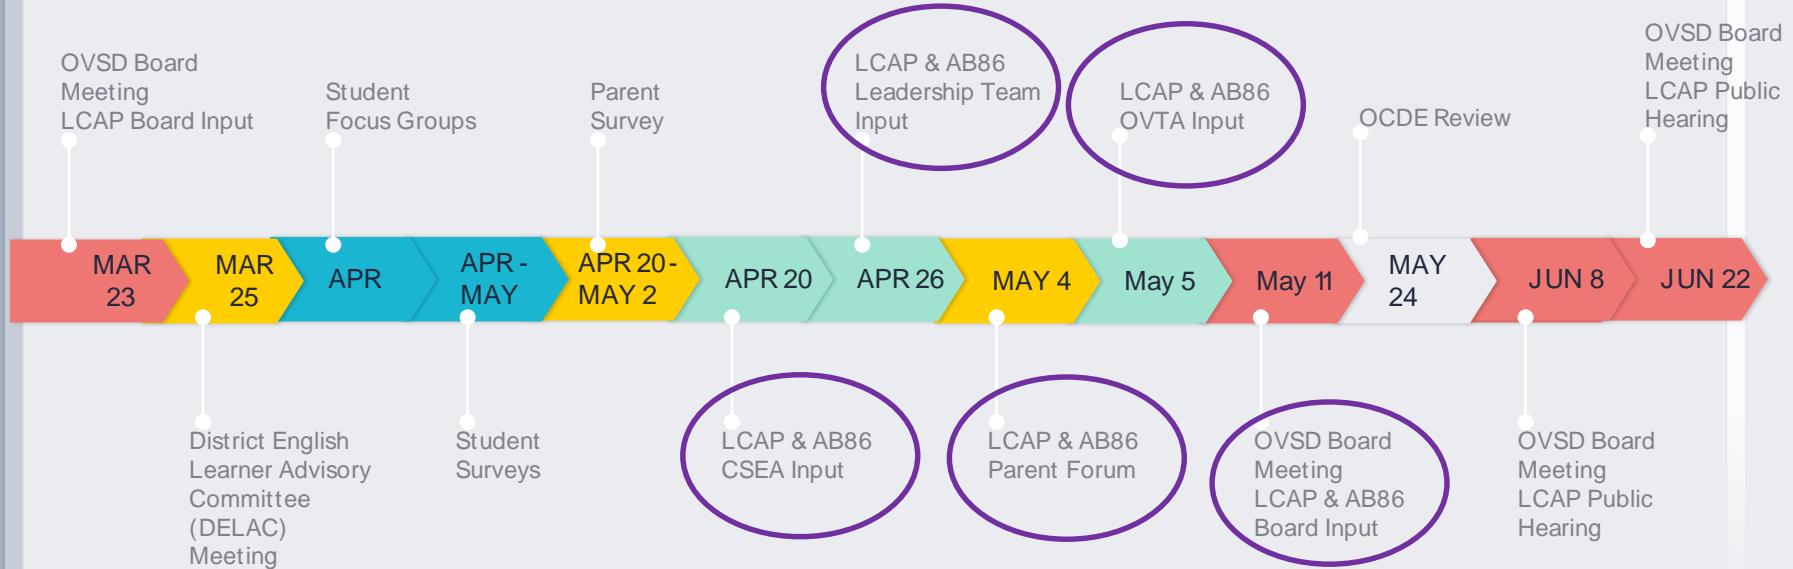 OVSD Board
Meeting
LCAP Board Input
Student
Focus Groups
Parent
Survey
LCAP & AB86
Leadership Team
Input
LCAP & AB86
OVTA Input
OCDE Review
OVSD Board
Meeting
LCAP Public
Hearing
MAR
23
MAR
25
APR
APR -
MAY
APR 20-
MAY 2
APR 20
APR 26
MAY 4
May 5
May 11
MAY
24
JUN 8
JUN 22
District English
Learner Advisory
Committee
(DELAC)
Meeting
Student
Surveys
LCAP & AB86
CSEA Input
LCAP & AB86
Parent Forum
OVSD Board
Meeting
LCAP & AB86
Board Input
OVSD Board
Meeting
LCAP Public
Hearing